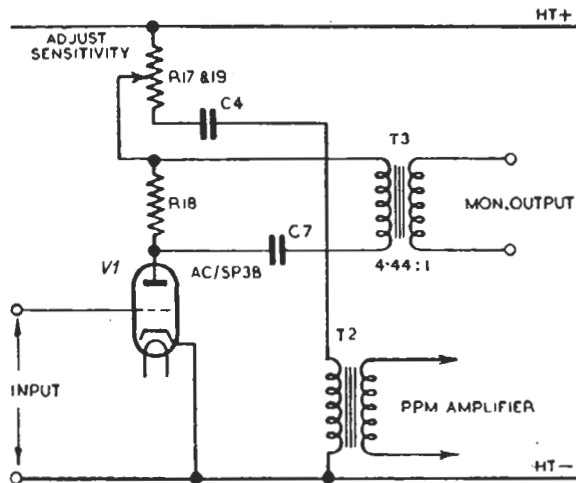 HT+
ADJUST
SENSITIVITY
R17 & 19
C4
T3
R18
MON. OUTPUT
C7
V1
AC/SP3B
4·44:1
T2
INPUT
PPM AMPLIFIER
HT−